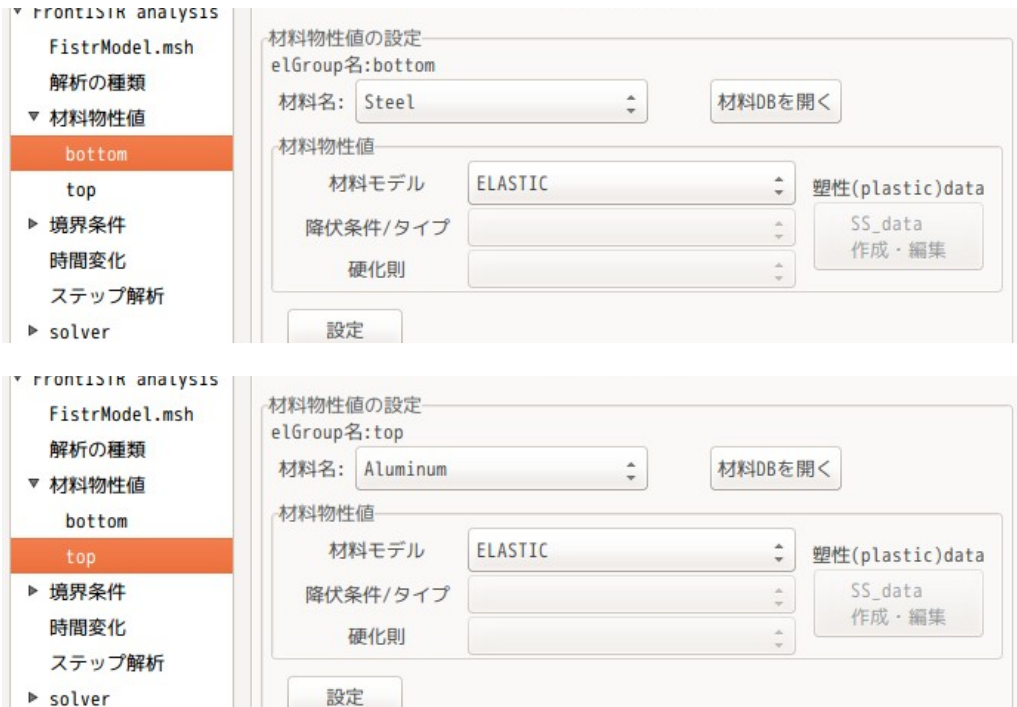 FrontISTR analysis
FistrModel.msh
解析の種類
材料物性値
bottom
top
境界条件
時間変化
ステップ解析
solver
材料物性値の設定
elGroup名:bottom
材料名: Steel
材料DBを開く
材料物性値
材料モデル ELASTIC
降伏条件/タイプ
硬化則
塑性(plastic)data
SS_data
作成・編集
設定
FrontISTR analysis
FistrModel.msh
解析の種類
材料物性値
bottom
top
境界条件
時間変化
ステップ解析
solver
材料物性値の設定
elGroup名:top
材料名: Aluminum
材料DBを開く
材料物性値
材料モデル ELASTIC
降伏条件/タイプ
硬化則
塑性(plastic)data
SS_data
作成・編集
設定